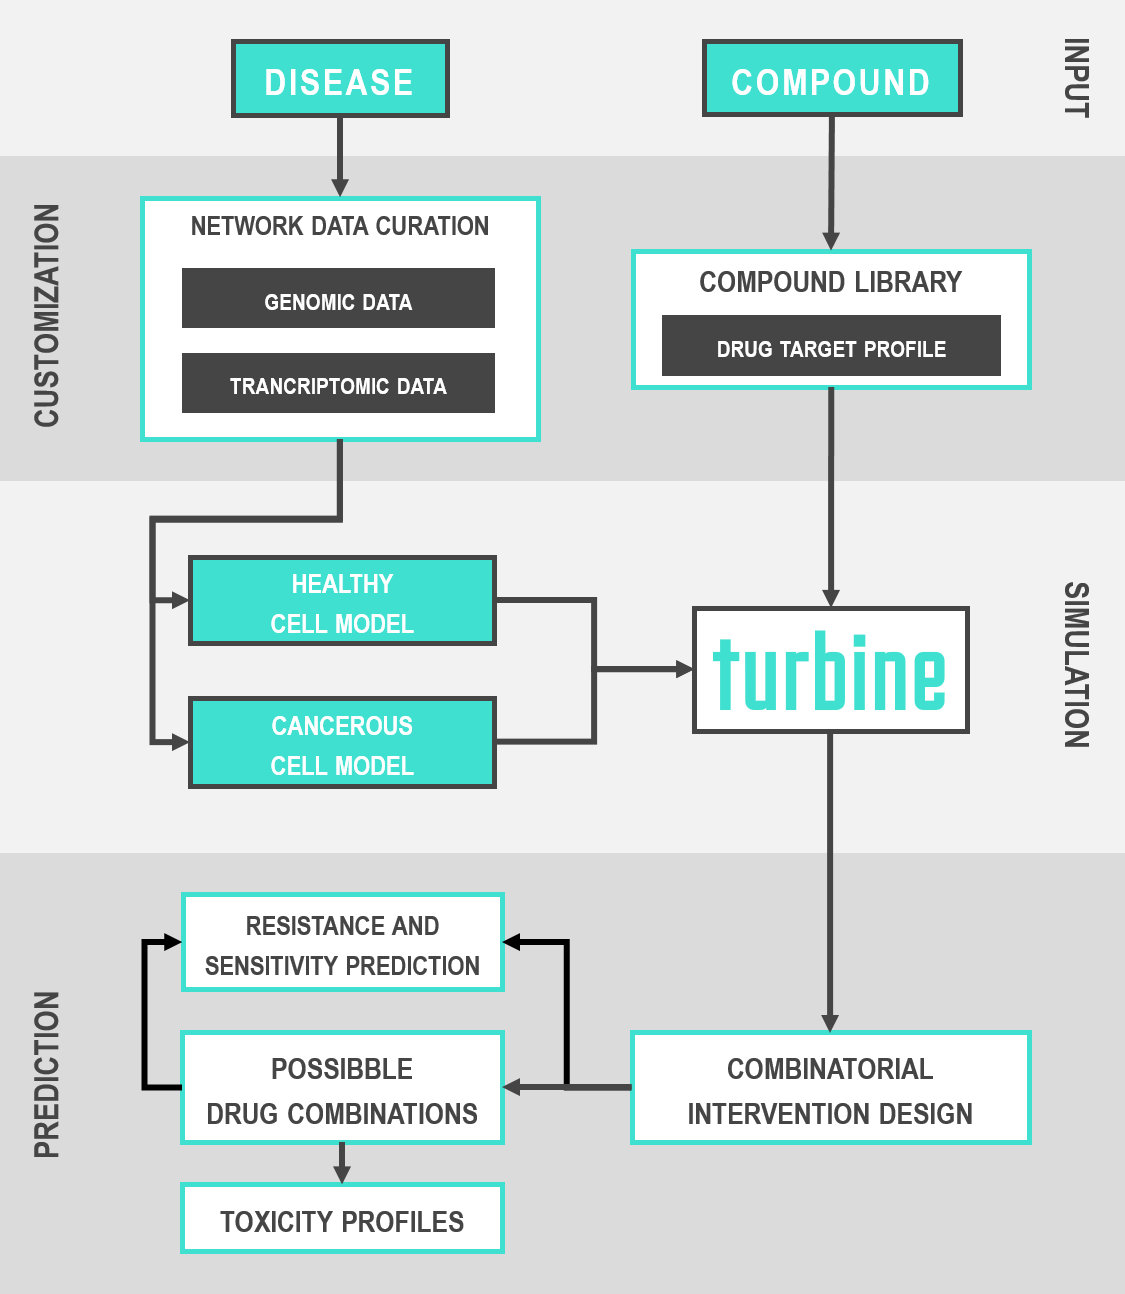 INPUT
DISEASE
COMPOUND
CUSTOMIZATION
NETWORK DATA CURATION
GENOMIC DATA
TRANCRIPTOMIC DATA
COMPOUND LIBRARY
DRUG TARGET PROFILE
SIMULATION
HEALTHY
CELL MODEL
CANCEROUS
CELL MODEL
turbine
PREDICTION
RESISTANCE AND
SENSITIVITY PREDICTION
POSSIBBLE
DRUG COMBINATIONS
COMBINATORIAL
INTERVENTION DESIGN
TOXICITY PROFILES